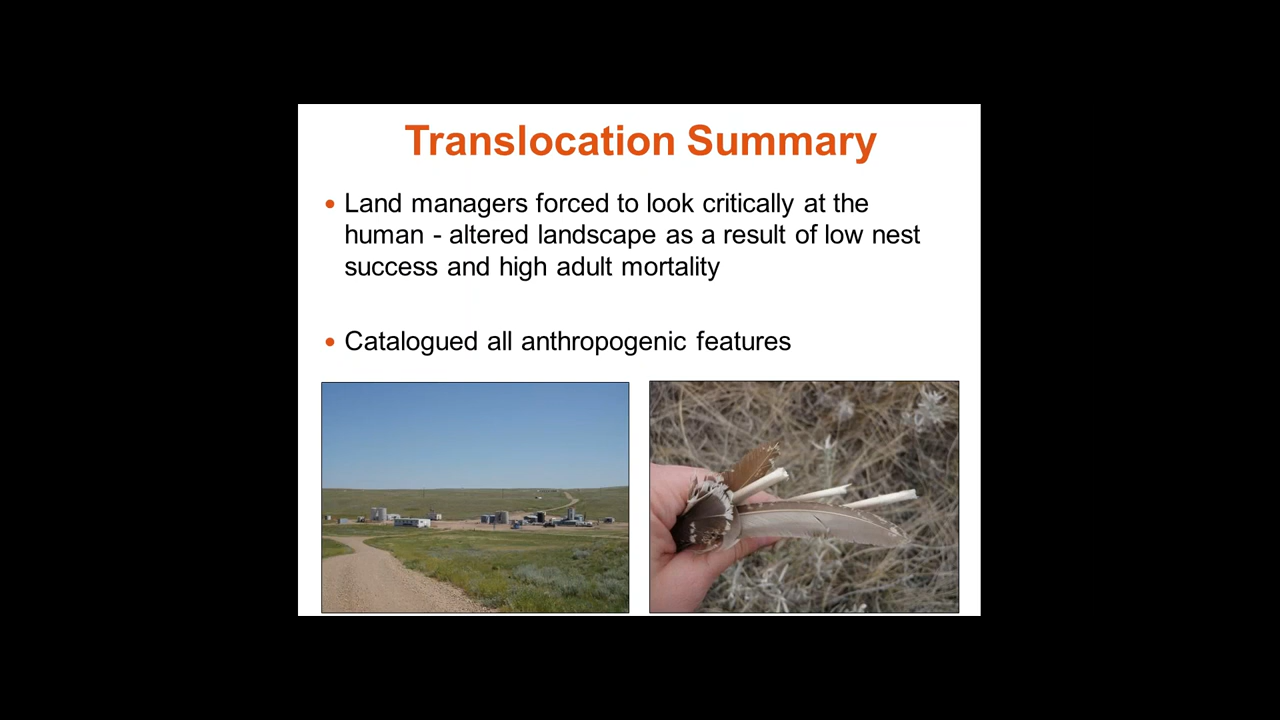 Translocation Summary
• Land managers forced to look critically at the
human - altered landscape as a result of low nest
success and high adult mortality
• Catalogued all anthropogenic features